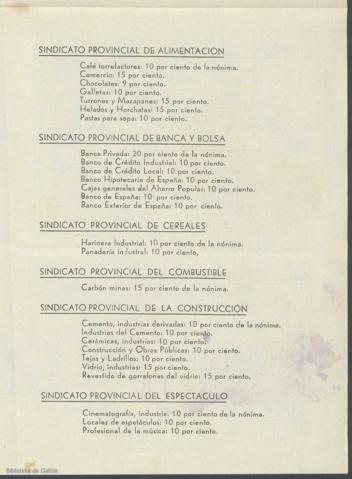 SINDICATO PROVINCIAL DE ALIMENTACION
Café torrefactores: 10 por ciento de la nónima.
Comercio: 15 por ciento.
Chocolates: 9 por ciento.
Galletas: 10 por ciento.
Turrones y Mazapanes: 15 por ciento.
Helados y Horchatas: 15 por ciento.
Pastas para sopa: 10 por ciento.
SINDICATO PROVINCIAL DE BANCA Y BOLSA
Banca Privada: 20 por ciento de la nónima.
Banco de Crédito Industrial: 10 por ciento.
Banco de Crédito Local: 10 por ciento.
Banco Hipotecario de España: 10 por ciento.
Cajas generales del Ahorro Popular: 10 por ciento.
Banco de España: 10 por ciento.
Banco Exterior de España: 10 por ciento.
SINDICATO PROVINCIAL DE CEREALES
Harinera Industrial: 10 por ciento de la nónima.
Panadería industrial: 10 por ciento,
SINDICATO PROVINCIAL DEL COMBUSTIBLE
Carbón minas: 15 por ciento de la nónima.
SINDICATO PROVINCIAL DE LA CONSTRUCCIÓN
Cemento, industrias derivadas: 10 por ciento de la nónima.
Industrias del Cemento: 10 por ciento.
Cerámicas, industrias: 10 por ciento.
Construcción y Obras Públicas: 10 por ciento.
Tejas y Ladrillos: 10 por ciento.
Vidrio, industrias: 15 por ciento.
Revestido de garrafones del vidrio: 15 por ciento.
SINDICATO PROVINCIAL DEL ESPECTACULO
Cinematografía, industria: 10 por ciento de la nónima.
Locales de espetáculos: 10 por ciento.
Profesional de la música: 10 por ciento.
Biblioteca de Galicia